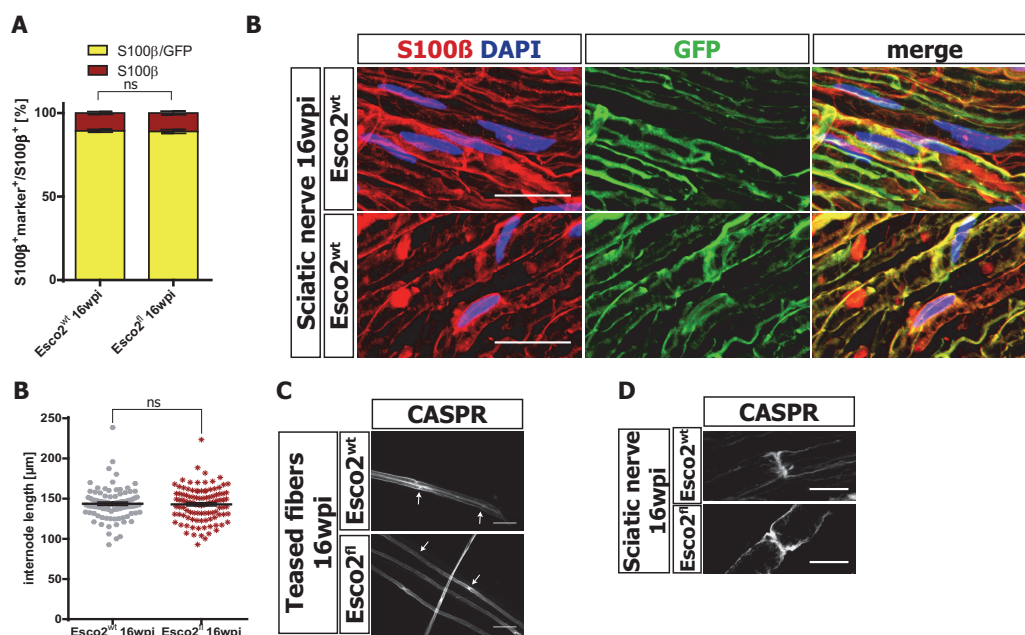 A
S100β/GFP
S100β
ns
S100β⁺marker⁺/S100β⁺ [%]
100
50
0
Esco2ʷᵗ 16wpi
Esco2ᶠˡ 16wpi
B
S100ß DAPI
GFP
merge
Sciatic nerve 16wpi
Esco2ʷᵗ
Esco2ʷᵗ
B
ns
internode length [µm]
250
200
150
100
50
0
Esco2ʷᵗ 16wpi
Esco2ᶠˡ 16wpi
C
CASPR
Teased fibers
16wpi
Esco2ʷᵗ
Esco2ᶠˡ
D
CASPR
Sciatic nerve
16wpi
Esco2ʷᵗ
Esco2ᶠˡ